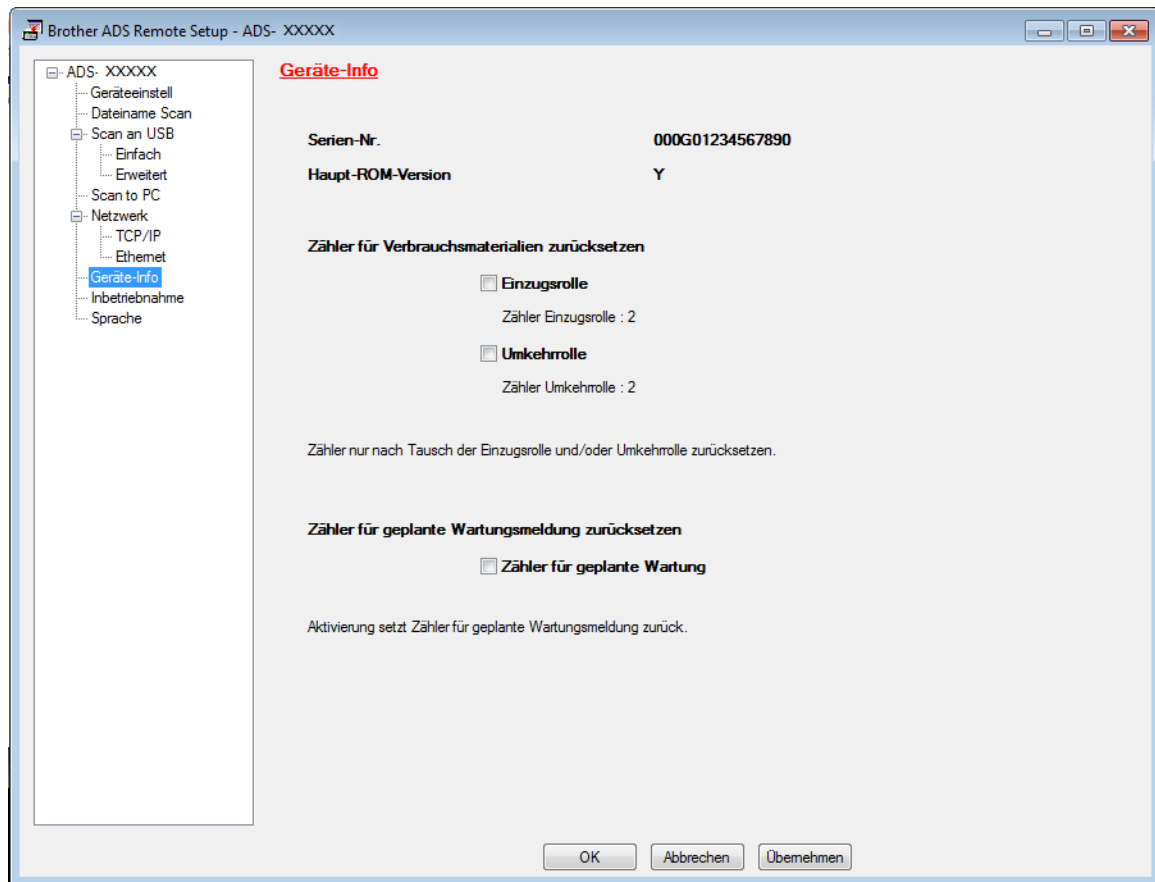 Brother ADS Remote Setup - ADS- XXXXX
ADS- XXXXX
Geräteeinstell
Dateiname Scan
Scan an USB
Einfach
Erweitert
Scan to PC
Netzwerk
TCP/IP
Ethernet
Geräte-Info
Inbetriebnahme
Sprache
Geräte-Info
Serien-Nr. 000G01234567890
Haupt-ROM-Version Y
Zähler für Verbrauchsmaterialien zurücksetzen
Einzugsrolle
Zähler Einzugsrolle : 2
Umkehrrolle
Zähler Umkehrrolle : 2
Zähler nur nach Tausch der Einzugsrolle und/oder Umkehrrolle zurücksetzen.
Zähler für geplante Wartungsmeldung zurücksetzen
Zähler für geplante Wartung
Aktivierung setzt Zähler für geplante Wartungsmeldung zurück.
OK Abbrechen Übernehmen